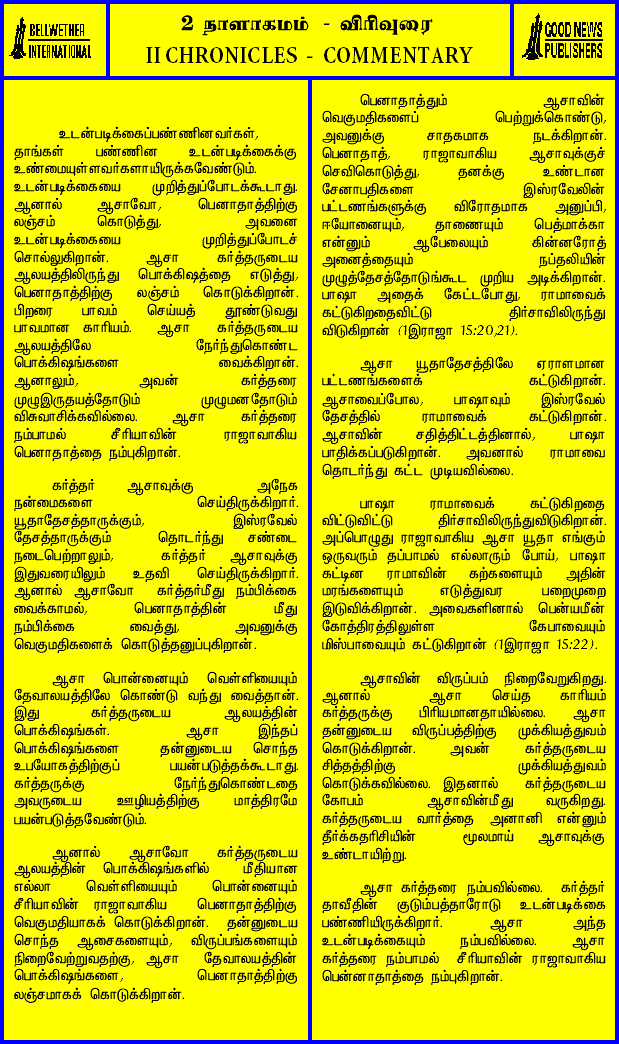 BELLWETHER
INTERNATIONAL
2 நாளாகமம் - விரிவுரை
II CHRONICLES - COMMENTARY
GOOD NEWS
PUBLISHERS
உடன்படிக்கைப்பண்ணினவர்கள்,
தாங்கள் பண்ணின உடன்படிக்கைக்கு
உண்மையுள்ளவர்களாயிருக்கவேண்டும்.
உடன்படிக்கையை முறித்துப்போடக்கூடாது.
ஆனால் ஆசாவோ, பெனாதாத்திற்கு
லஞ்சம் கொடுத்து, அவனை
உடன்படிக்கையை முறித்துப்போடச்
சொல்லுகிறான். ஆசா கர்த்தருடைய
ஆலயத்திலிருந்து பொக்கிஷத்தை எடுத்து,
பெனாதாத்திற்கு லஞ்சம் கொடுக்கிறான்.
பிறரை பாவம் செய்யத் தூண்டுவது
பாவமான காரியம். ஆசா கர்த்தருடைய
ஆலயத்திலே நேர்ந்துகொண்ட
பொக்கிஷங்களை வைக்கிறான்.
ஆனாலும், அவன் கர்த்தரை
முழுஇருதயத்தோடும் முழுமனதோடும்
விசுவாசிக்கவில்லை. ஆசா கர்த்தரை
நம்பாமல் சீரியாவின் ராஜாவாகிய
பெனாதாத்தை நம்புகிறான்.
கர்த்தர் ஆசாவுக்கு அநேக
நன்மைகளை செய்திருக்கிறார்.
யூதாதேசத்தாருக்கும், இஸ்ரவேல்
தேசத்தாருக்கும் தொடர்ந்து சண்டை
நடைபெற்றாலும், கர்த்தர் ஆசாவுக்கு
இதுவரையிலும் உதவி செய்திருக்கிறார்.
ஆனால் ஆசாவோ கர்த்தர்மீது நம்பிக்கை
வைக்காமல், பெனாதாத்தின் மீது
நம்பிக்கை வைத்து, அவனுக்கு
வெகுமதிகளைக் கொடுத்தனுப்புகிறான்.
ஆசா பொன்னையும் வெள்ளியையும்
தேவாலயத்திலே கொண்டு வந்து வைத்தான்.
இது கர்த்தருடைய ஆலயத்தின்
பொக்கிஷங்கள். ஆசா இந்தப்
பொக்கிஷங்களை தன்னுடைய சொந்த
உபயோகத்திற்குப் பயன்படுத்தக்கூடாது.
கர்த்தருக்கு நேர்ந்துகொண்டதை
அவருடைய ஊழியத்திற்கு மாத்திரமே
பயன்படுத்தவேண்டும்.
ஆனால் ஆசாவோ கர்த்தருடைய
ஆலயத்தின் பொக்கிஷங்களில் மீதியான
எல்லா வெள்ளியையும் பொன்னையும்
சீரியாவின் ராஜாவாகிய பெனாதாத்திற்கு
வெகுமதியாகக் கொடுக்கிறான். தன்னுடைய
சொந்த ஆசைகளையும், விருப்பங்களையும்
நிறைவேற்றுவதற்கு, ஆசா தேவாலயத்தின்
பொக்கிஷங்களை, பெனாதாத்திற்கு
லஞ்சமாகக் கொடுக்கிறான்.
பெனாதாத்தும் ஆசாவின்
வெகுமதிகளைப் பெற்றுக்கொண்டு,
அவனுக்கு சாதகமாக நடக்கிறான்.
பெனாதாத், ராஜாவாகிய ஆசாவுக்குச்
செவிகொடுத்து, தனக்கு உண்டான
சேனாபதிகளை இஸ்ரவேலின்
பட்டணங்களுக்கு விரோதமாக அனுப்பி,
ஈயோனையும், தாணையும் பெத்மாக்கா
என்னும் ஆபேலையும் கின்னரோத்
அனைத்தையும் நப்தலியின்
முழுத்தேசத்தோடுங்கூட முறிய அடிக்கிறான்.
பாஷா அதைக் கேட்டபோது, ராமாவைக்
கட்டுகிறதைவிட்டு திர்சாவிலிருந்து
விடுகிறான் (1இராஜா 15:20,21).
ஆசா யூதாதேசத்திலே ஏராளமான
பட்டணங்களைக் கட்டுகிறான்.
ஆசாவைப்போல, பாஷாவும் இஸ்ரவேல்
தேசத்தில் ராமாவைக் கட்டுகிறான்.
ஆசாவின் சதித்திட்டத்தினால், பாஷா
பாதிக்கப்படுகிறான். அவனால் ராமாவை
தொடர்ந்து கட்ட முடியவில்லை.
பாஷா ராமாவைக் கட்டுகிறதை
விட்டுவிட்டு திர்சாவிலிருந்துவிடுகிறான்.
அப்பொழுது ராஜாவாகிய ஆசா யூதா எங்கும்
ஒருவரும் தப்பாமல் எல்லாரும் போய், பாஷா
கட்டின ராமாவின் கற்களையும் அதின்
மரங்களையும் எடுத்துவர பறைமுறை
இடுவிக்கிறான். அவைகளினால் பென்யமீன்
கோத்திரத்திலுள்ள கேபாவையும்
மிஸ்பாவையும் கட்டுகிறான் (1இராஜா 15:22).
ஆசாவின் விருப்பம் நிறைவேறுகிறது.
ஆனால் ஆசா செய்த காரியம்
கர்த்தருக்கு பிரியமானதாயில்லை. ஆசா
தன்னுடைய விருப்பத்திற்கு முக்கியத்துவம்
கொடுக்கிறான். அவன் கர்த்தருடைய
சித்தத்திற்கு முக்கியத்துவம்
கொடுக்கவில்லை. இதனால் கர்த்தருடைய
கோபம் ஆசாவின்மீது வருகிறது.
கர்த்தருடைய வார்த்தை அனானி என்னும்
தீர்க்கதரிசியின் மூலமாய் ஆசாவுக்கு
உண்டாயிற்று.
ஆசா கர்த்தரை நம்பவில்லை. கர்த்தர்
தாவீதின் குடும்பத்தாரோடு உடன்படிக்கை
பண்ணியிருக்கிறார். ஆசா அந்த
உடன்படிக்கையும் நம்பவில்லை. ஆசா
கர்த்தரை நம்பாமல் சீரியாவின் ராஜாவாகிய
பென்னாதாத்தை நம்புகிறான்.